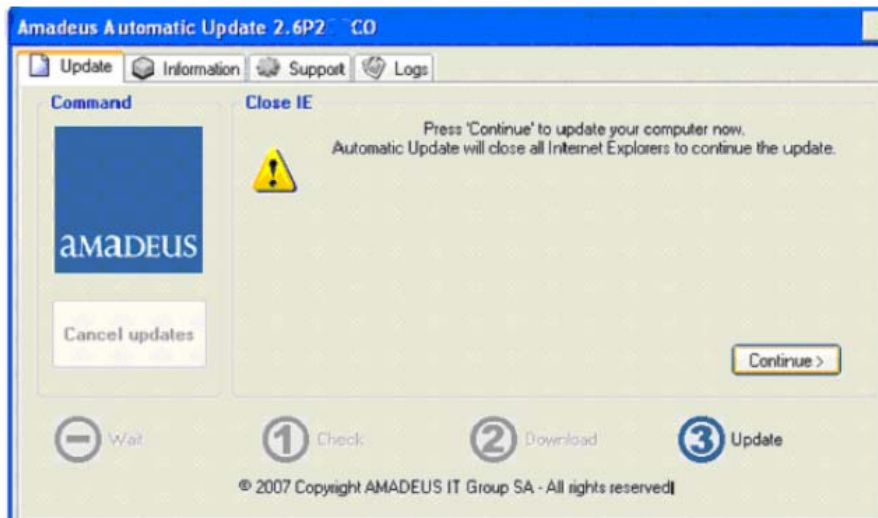 Amadeus Automatic Update 2.6P2 CO
Update Information Support Logs
Command
Close IE
Press 'Continue' to update your computer now.
Automatic Update will close all Internet Explorers to continue the update.
aMaDEUS
Cancel updates
Continue >
Wait 1 Check 2 Download 3 Update
© 2007 Copyright AMADEUS IT Group SA - All rights reserved